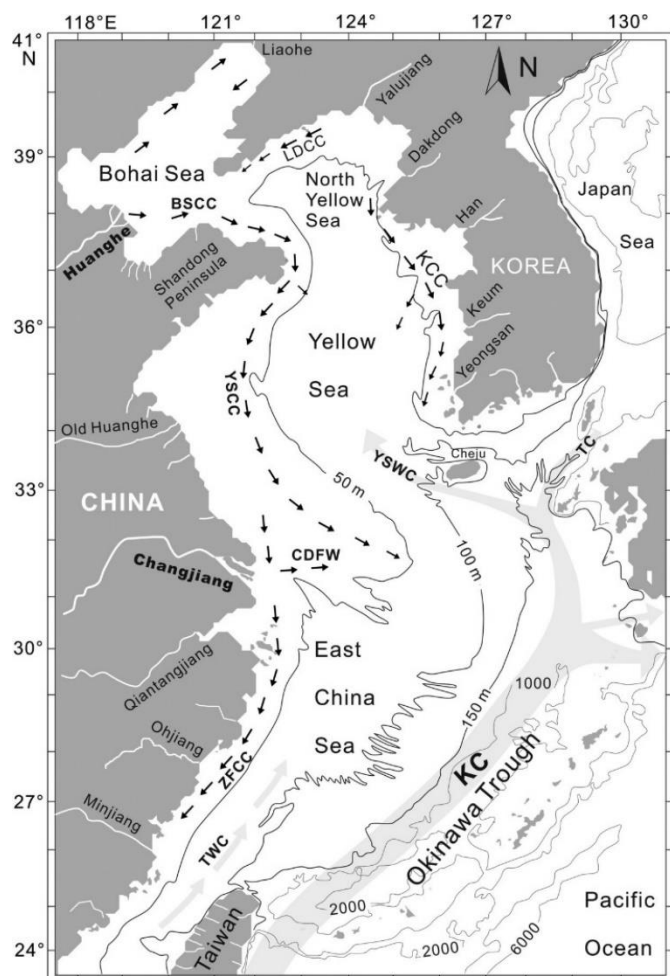 118°E
121°
124°
127°
130°
41°
N
39°
36°
33°
30°
27°
24°
N
Liaohe
Yalujiang
LDCC
Dakdong
Bohai Sea
North
Yellow
Sea
Japan
Sea
BSCC
Han
Huanghe
KCC
KOREA
Shandong
Peninsula
Keum
Yellow
Sea
Yeongsan
YSCC
Old Huanghe
TC
Cheju
YSWC
50 m
CHINA
100 m
CDFW
Changjiang
East
China
Sea
Qiantangjiang
150 m
1000
Ohjiang
ZFCC
KC
Okinawa Trough
Minjiang
TWC
Taiwan
2000
2000
6000
Pacific
Ocean